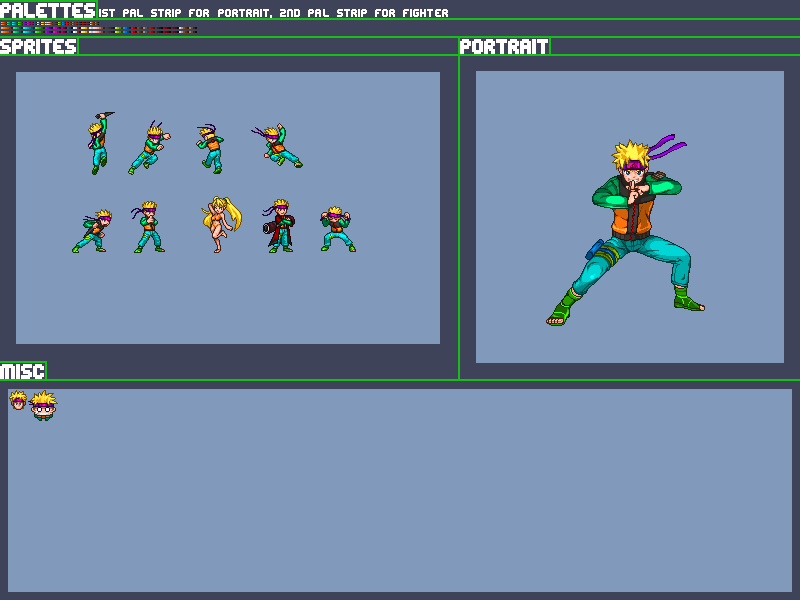 PALETTES 1ST PAL STRIP FOR PORTRAIT, 2ND PAL STRIP FOR FIGHTER
SPRITES
PORTRAIT
MISC